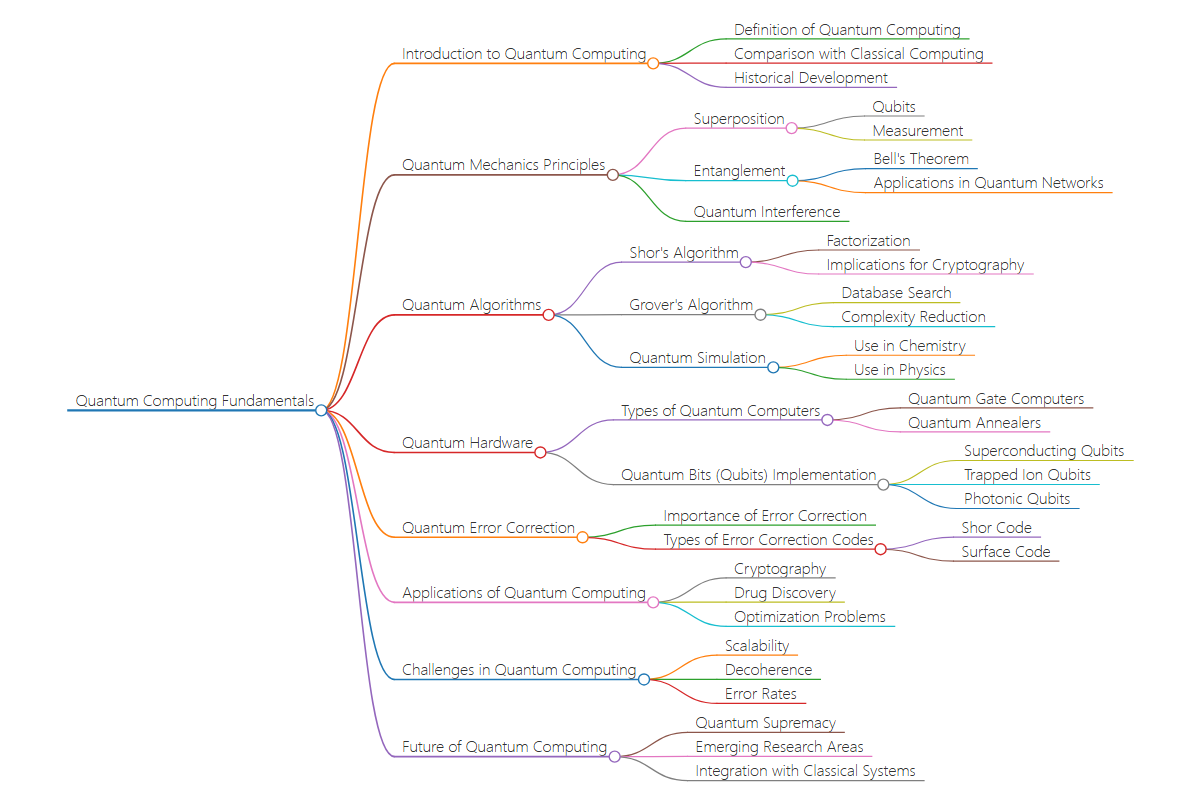 Quantum Computing Fundamentals
Introduction to Quantum Computing
Definition of Quantum Computing
Comparison with Classical Computing
Historical Development
Quantum Mechanics Principles
Superposition
Qubits
Measurement
Entanglement
Bell's Theorem
Applications in Quantum Networks
Quantum Interference
Quantum Algorithms
Shor's Algorithm
Factorization
Implications for Cryptography
Grover's Algorithm
Database Search
Complexity Reduction
Quantum Simulation
Use in Chemistry
Use in Physics
Quantum Hardware
Types of Quantum Computers
Quantum Gate Computers
Quantum Annealers
Quantum Bits (Qubits) Implementation
Superconducting Qubits
Trapped Ion Qubits
Photonic Qubits
Quantum Error Correction
Importance of Error Correction
Types of Error Correction Codes
Shor Code
Surface Code
Applications of Quantum Computing
Cryptography
Drug Discovery
Optimization Problems
Challenges in Quantum Computing
Scalability
Decoherence
Error Rates
Future of Quantum Computing
Quantum Supremacy
Emerging Research Areas
Integration with Classical Systems